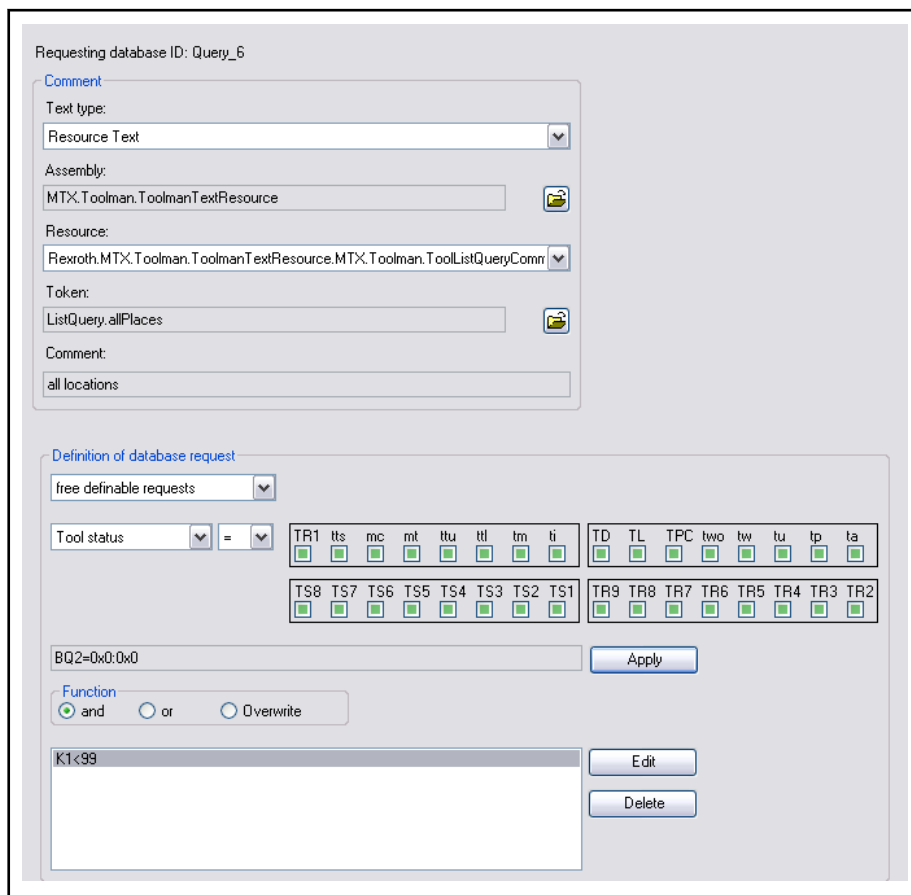 Requesting database ID: Query_6
Comment
Text type:
Resource Text
Assembly:
MTX.Toolman.ToolmanTextResource
Resource:
Rexroth.MTX.Toolman.ToolmanTextResource.MTX.Toolman.ToolListQueryComm
Token:
ListQuery.allPlaces
Comment:
all locations
Definition of database request
free definable requests
Tool status = TR1 tts mc mt ttu ttl tm ti TD TL TPC two tw tu tp ta
TS8 TS7 TS6 TS5 TS4 TS3 TS2 TS1 TR9 TR8 TR7 TR6 TR5 TR4 TR3 TR2
BQ2=0x0:0x0 Apply
Function
and or Overwrite
K1<99 Edit
Delete